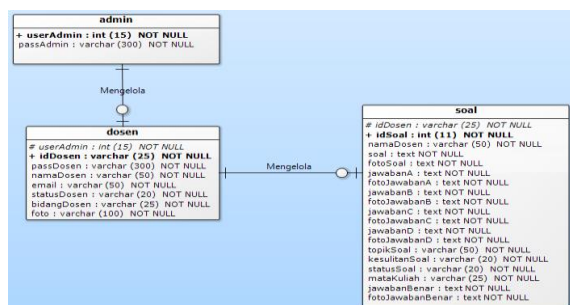 admin
+ userAdmin : int (15) NOT NULL
passAdmin : varchar (300) NOT NULL
Mengelola
dosen
# userAdmin : int (15) NOT NULL
+ idDosen : varchar (25) NOT NULL
passDosen : varchar (300) NOT NULL
namaDosen : varchar (50) NOT NULL
email : varchar (50) NOT NULL
statusDosen : varchar (20) NOT NULL
bidangDosen : varchar (25) NOT NULL
foto : varchar (100) NOT NULL
Mengelola
soal
# idDosen : varchar (25) NOT NULL
+ idSoal : int (11) NOT NULL
namaDosen : varchar (50) NOT NULL
soal : text NOT NULL
fotoSoal : text NOT NULL
jawabanA : text NOT NULL
fotoJawabanA : text NOT NULL
jawabanB : text NOT NULL
fotoJawabanB : text NOT NULL
jawabanC : text NOT NULL
fotoJawabanC : text NOT NULL
jawabanD : text NOT NULL
fotoJawabanD : text NOT NULL
topikSoal : varchar (50) NOT NULL
kesulitanSoal : varchar (20) NOT NULL
statusSoal : varchar (20) NOT NULL
mataKuliah : varchar (25) NOT NULL
jawabanBenar : text NOT NULL
fotoJawabanBenar : text NOT NULL